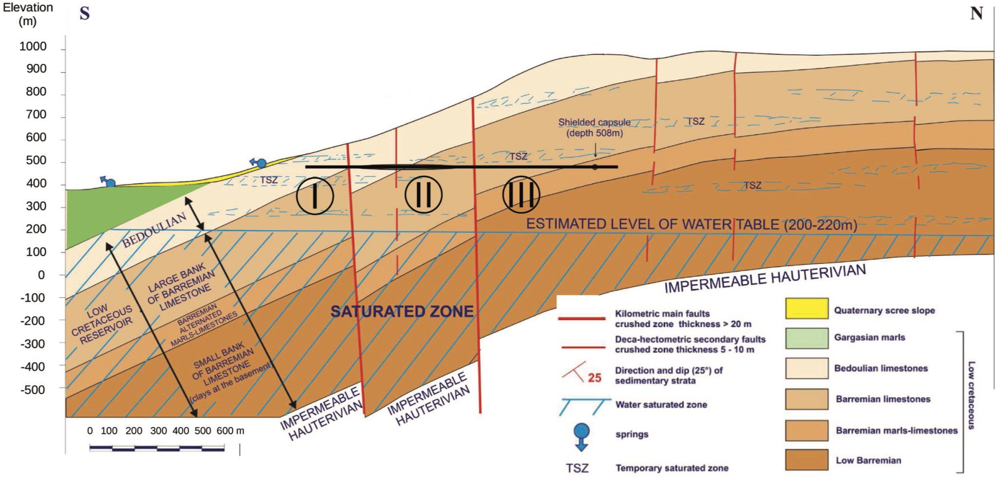 Elevation
(m)
S
N
1000
900
800
700
600
500
400
300
200
100
0
-100
-200
-300
-400
-500
Shielded capsule
(depth 508m)
TSZ
TSZ
TSZ
TSZ
I
II
III
ESTIMATED LEVEL OF WATER TABLE (200-220m)
BEDOULIAN
LARGE BANK
OF BARREMIAN
LIMESTONE
LOW
CRETACEOUS
RESERVOIR
BARREMIAN
ALTERNATED
MARLS-LIMESTONES
SMALL BANK
OF BARREMIAN
LIMESTONE
(clays at the basement)
SATURATED ZONE
IMPERMEABLE
HAUTERIVIAN
IMPERMEABLE
HAUTERIVIAN
IMPERMEABLE HAUTERIVIAN
0 100 200 300 400 500 600 m
Kilometric main faults
crushed zone thickness > 20 m
Deca-hectometric secondary faults
crushed zone thickness 5 - 10 m
25
Direction and dip (25°) of
sedimentary strata
Water saturated zone
springs
TSZ
Temporary saturated zone
Quaternary scree slope
Gargasian marls
Bedoulian limestones
Barremian limestones
Barremian marls-limestones
Low Barremian
Low cretaceous